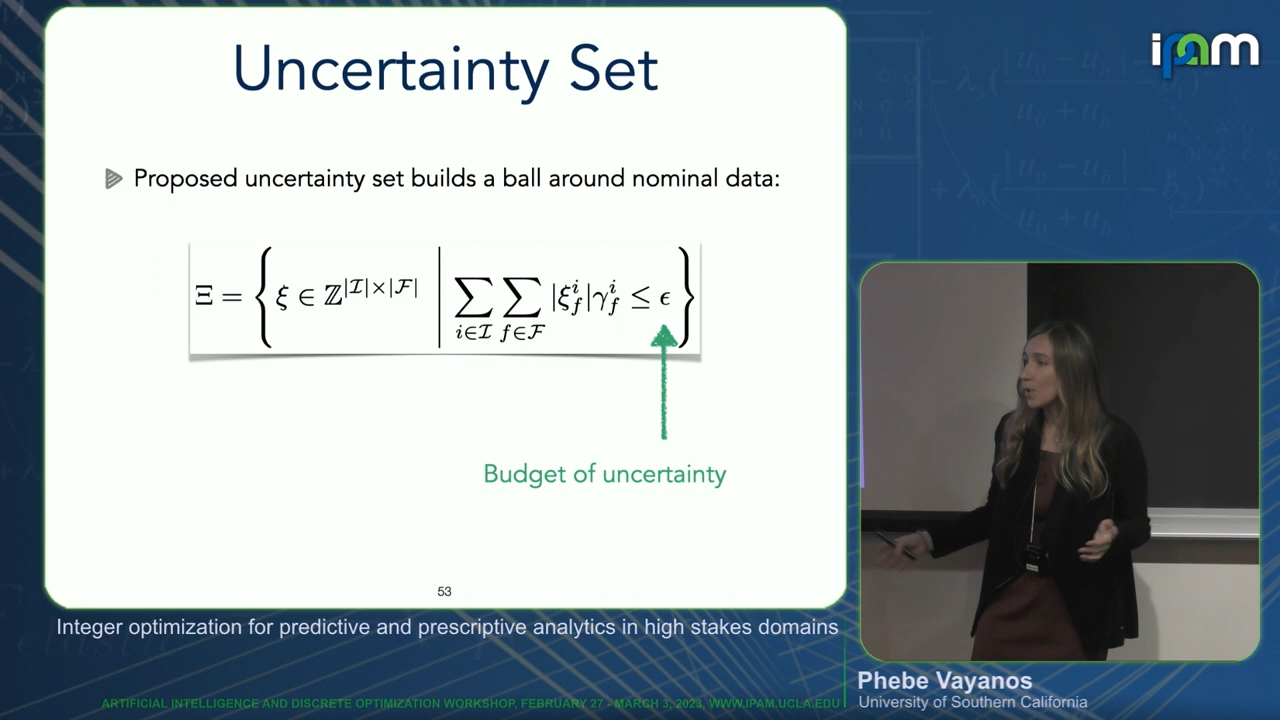 Uncertainty Set
Proposed uncertainty set builds a ball around nominal data:
Ξ = { ξ ∈ ℤ^{|ℐ|×|ℱ|} | ∑_{i∈ℐ} ∑_{f∈ℱ} |ξ^i_f| γ^i_f ≤ ϵ }
Budget of uncertainty
53
ipam
Integer optimization for predictive and prescriptive analytics in high stakes domains
Phebe Vayanos
University of Southern California
ARTIFICIAL INTELLIGENCE AND DISCRETE OPTIMIZATION WORKSHOP, FEBRUARY 27 - MARCH 3, 2023, WWW.IPAM.UCLA.EDU